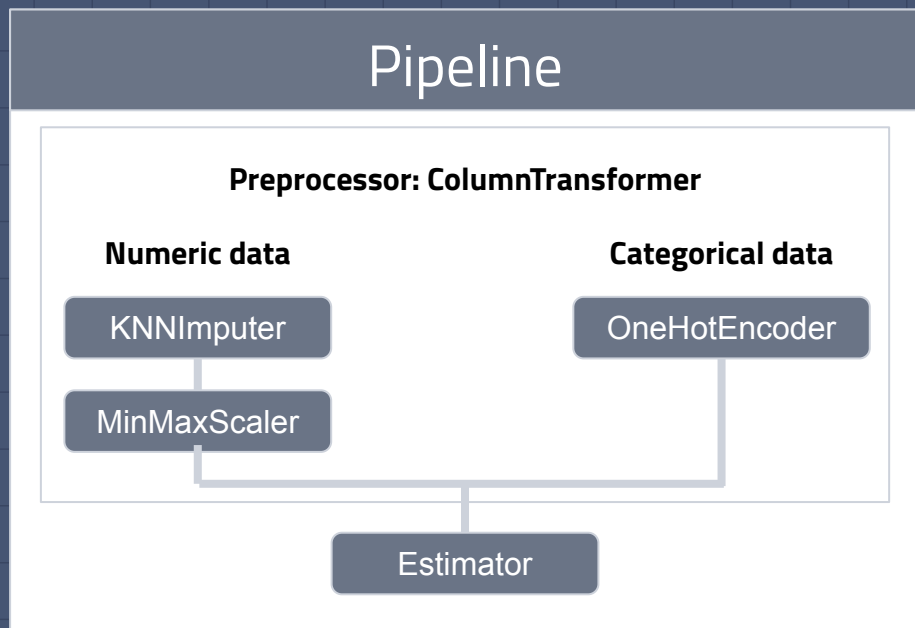 Pipeline
Preprocessor: ColumnTransformer
Numeric data
Categorical data
KNNImputer
OneHotEncoder
MinMaxScaler
Estimator